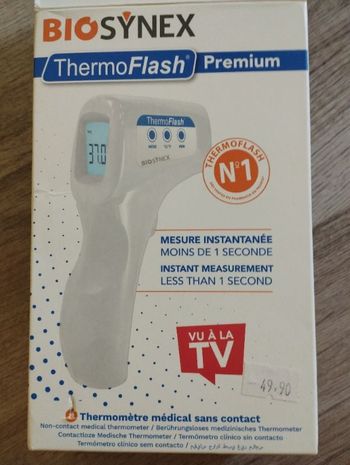 BIOSYNEX
ThermoFlash® Premium
ThermoFlash®
MODE °C/°F MEM
37.0
BIOSYNEX
THERMOFLASH
N°1
MESURE INSTANTANÉE
MOINS DE 1 SECONDE
INSTANT MEASUREMENT
LESS THAN 1 SECOND
VU À LA
TV
49.90
Thermomètre médical sans contact
Non-contact medical thermometer / Berührungsloses medizinisches Thermometer
Contactloze Medische Thermometer / Termómetro clínico sin contacto
Termómetro clínico sem contacto /